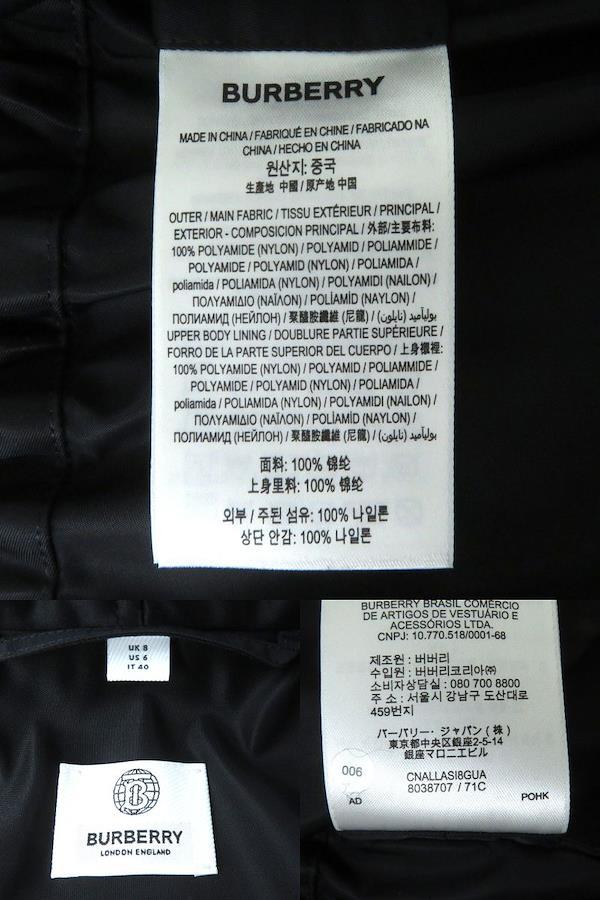 BURBERRY
MADE IN CHINA / FABRIQUÉ EN CHINE / FABRICADO NA
CHINA / HECHO EN CHINA
원산지: 중국
生產地 中國 / 原产地 中国
OUTER / MAIN FABRIC / TISSU EXTÉRIEUR / PRINCIPAL /
EXTERIOR - COMPOSICION PRINCIPAL / 外部/主要布料:
100% POLYAMIDE (NYLON) / POLYAMID / POLIAMMIDE /
POLYAMIDE / POLYAMID (NYLON) / POLIAMIDA /
poliamida / POLIAMIDA (NYLON) / POLYAMIDI (NAILON) /
ΠΟΛΥΑΜΙΔΙΟ (ΝΑΪΛΟΝ) / POLİAMİD (NAYLON) /
ПОЛИАМИД (НЕЙЛОН) / 聚醯胺纖維 (尼龍) / بولياميد (نايلون)
UPPER BODY LINING / DOUBLURE PARTIE SUPÉRIEURE /
FORRO DE LA PARTE SUPERIOR DEL CUERPO / 上身襯裡:
100% POLYAMIDE (NYLON) / POLYAMID / POLIAMMIDE /
POLYAMIDE / POLYAMID (NYLON) / POLIAMIDA /
poliamida / POLIAMIDA (NYLON) / POLYAMIDI (NAILON) /
ΠΟΛΥΑΜΙΔΙΟ (ΝΑΪΛΟΝ) / POLİAMİD (NAYLON) /
ПОЛИАМИД (НЕЙЛОН) / 聚醯胺纖維 (尼龍) / بولياميد (نايلون)
面料: 100% 锦纶
上身里料: 100% 锦纶
외부 / 주된 섬유: 100% 나일론
상단 안감: 100% 나일론
UK 8
US 6
IT 40
BURBERRY
LONDON ENGLAND
BURBERRY BRASIL COMÉRCIO
DE ARTIGOS DE VESTUÁRIO E
ACESSÓRIOS LTDA.
CNPJ: 10.770.518/0001-68
제조원 : 버버리
수입원 : 버버리코리아㈜
소비자상담실 : 080 700 8800
주 소 : 서울시 강남구 도산대로
459번지
バーバリー・ジャパン (株)
東京都中央区銀座2-5-14
銀座マロニエビル
006
AD
CNALLASI8GUA
8038707 / 71C
POHK